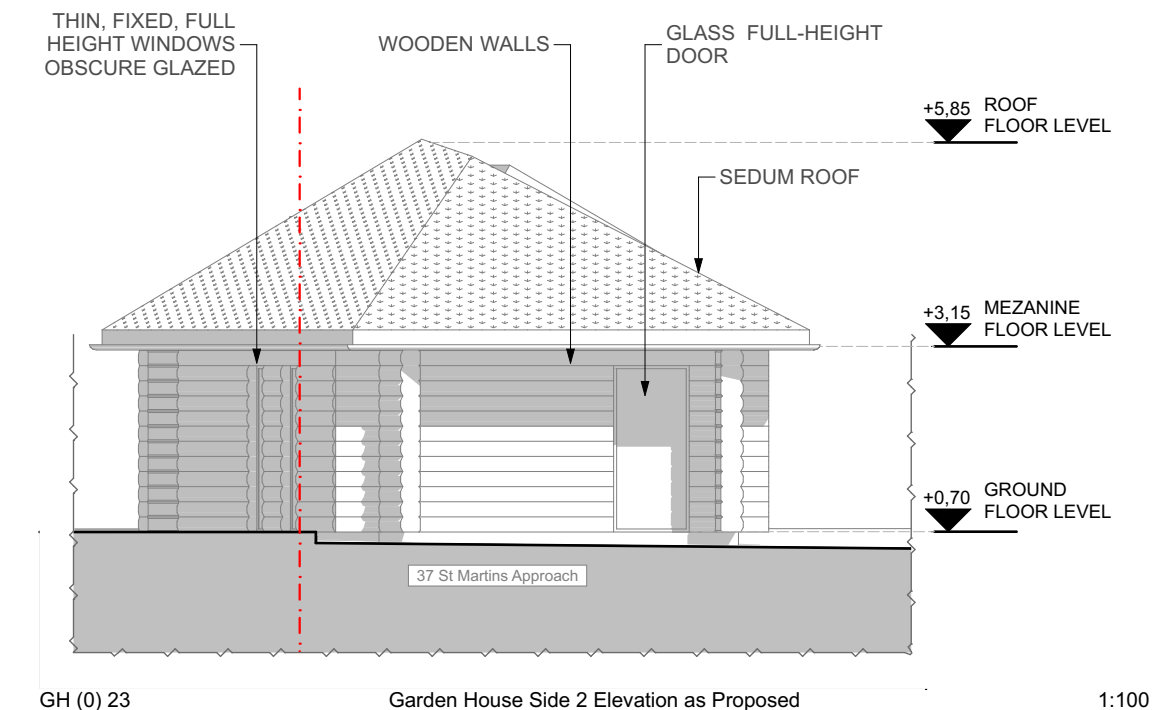 THIN, FIXED, FULL
HEIGHT WINDOWS
OBSCURE GLAZED
WOODEN WALLS
GLASS FULL-HEIGHT
DOOR
+5,85 ROOF
FLOOR LEVEL
SEDUM ROOF
+3,15 MEZANINE
FLOOR LEVEL
+0,70 GROUND
FLOOR LEVEL
37 St Martins Approach
GH (0) 23 Garden House Side 2 Elevation as Proposed 1:100